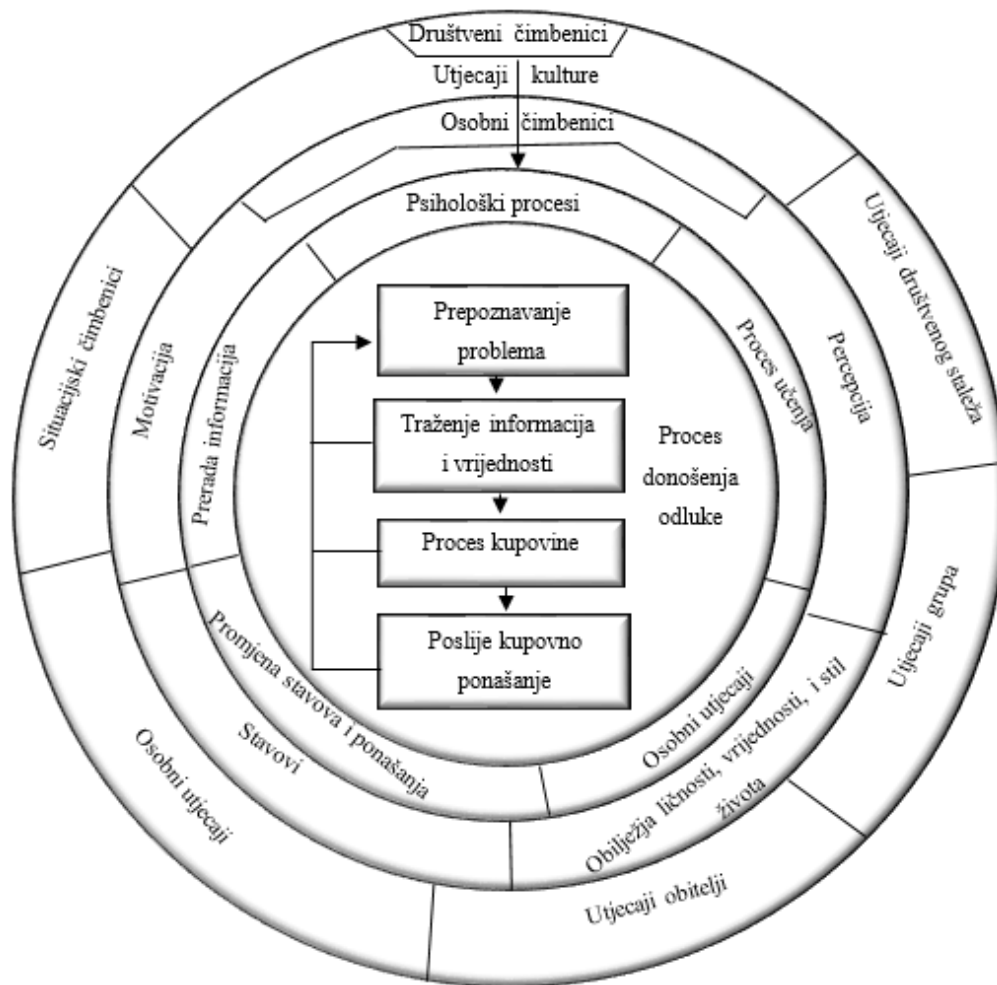 Društveni čimbenici
Utjecaji kulture
Osobni čimbenici
Psihološki procesi
Situacijski čimbenici
Motivacija
Prerada informacija
Prepoznavanje
problema
Traženje informacija
i vrijednosti
Proces kupovine
Poslije kupovno
ponašanje
Proces
donošenja
odluke
Proces učenja
Percepcija
Utjecaji društvenog staleža
Utjecaji grupa
Osobni utjecaji
Obilježja ličnosti, vrijednosti, i stil
života
Utjecaji obitelji
Promjena stavova i ponašanja
Stavovi
Osobni utjecaji